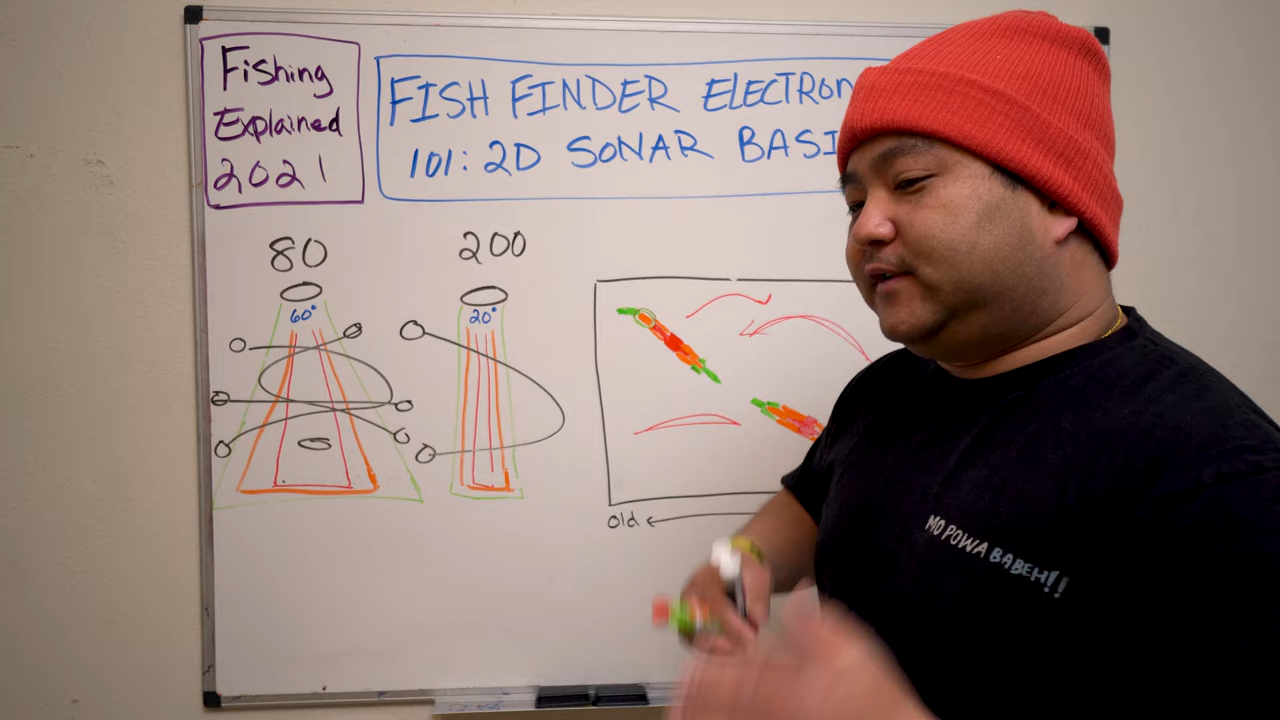 Fishing
Explained
2021
FISH FINDER ELECTRON
101: 2D SONAR BASI
80
200
60°
20°
Old
MO POWA BABEH!!